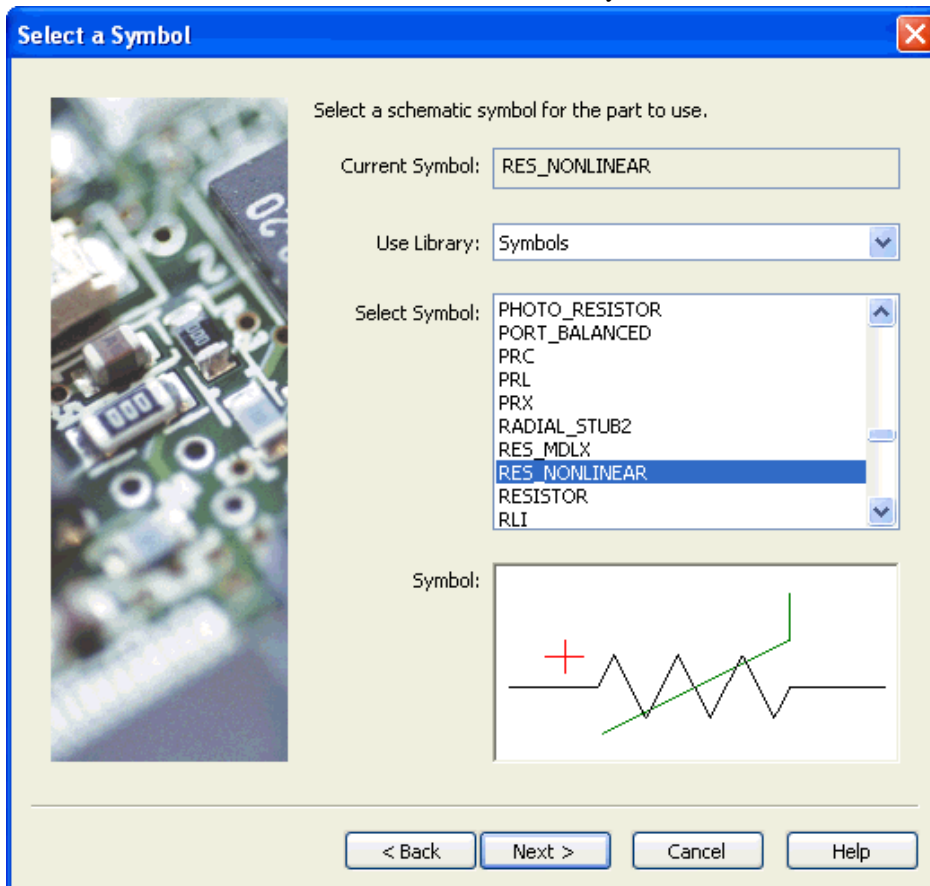 Select a Symbol
Select a schematic symbol for the part to use.
Current Symbol: RES_NONLINEAR
Use Library: Symbols
Select Symbol: PHOTO_RESISTOR
PORT_BALANCED
PRC
PRL
PRX
RADIAL_STUB2
RES_MDLX
RES_NONLINEAR
RESISTOR
RLI
Symbol:
< Back Next > Cancel Help